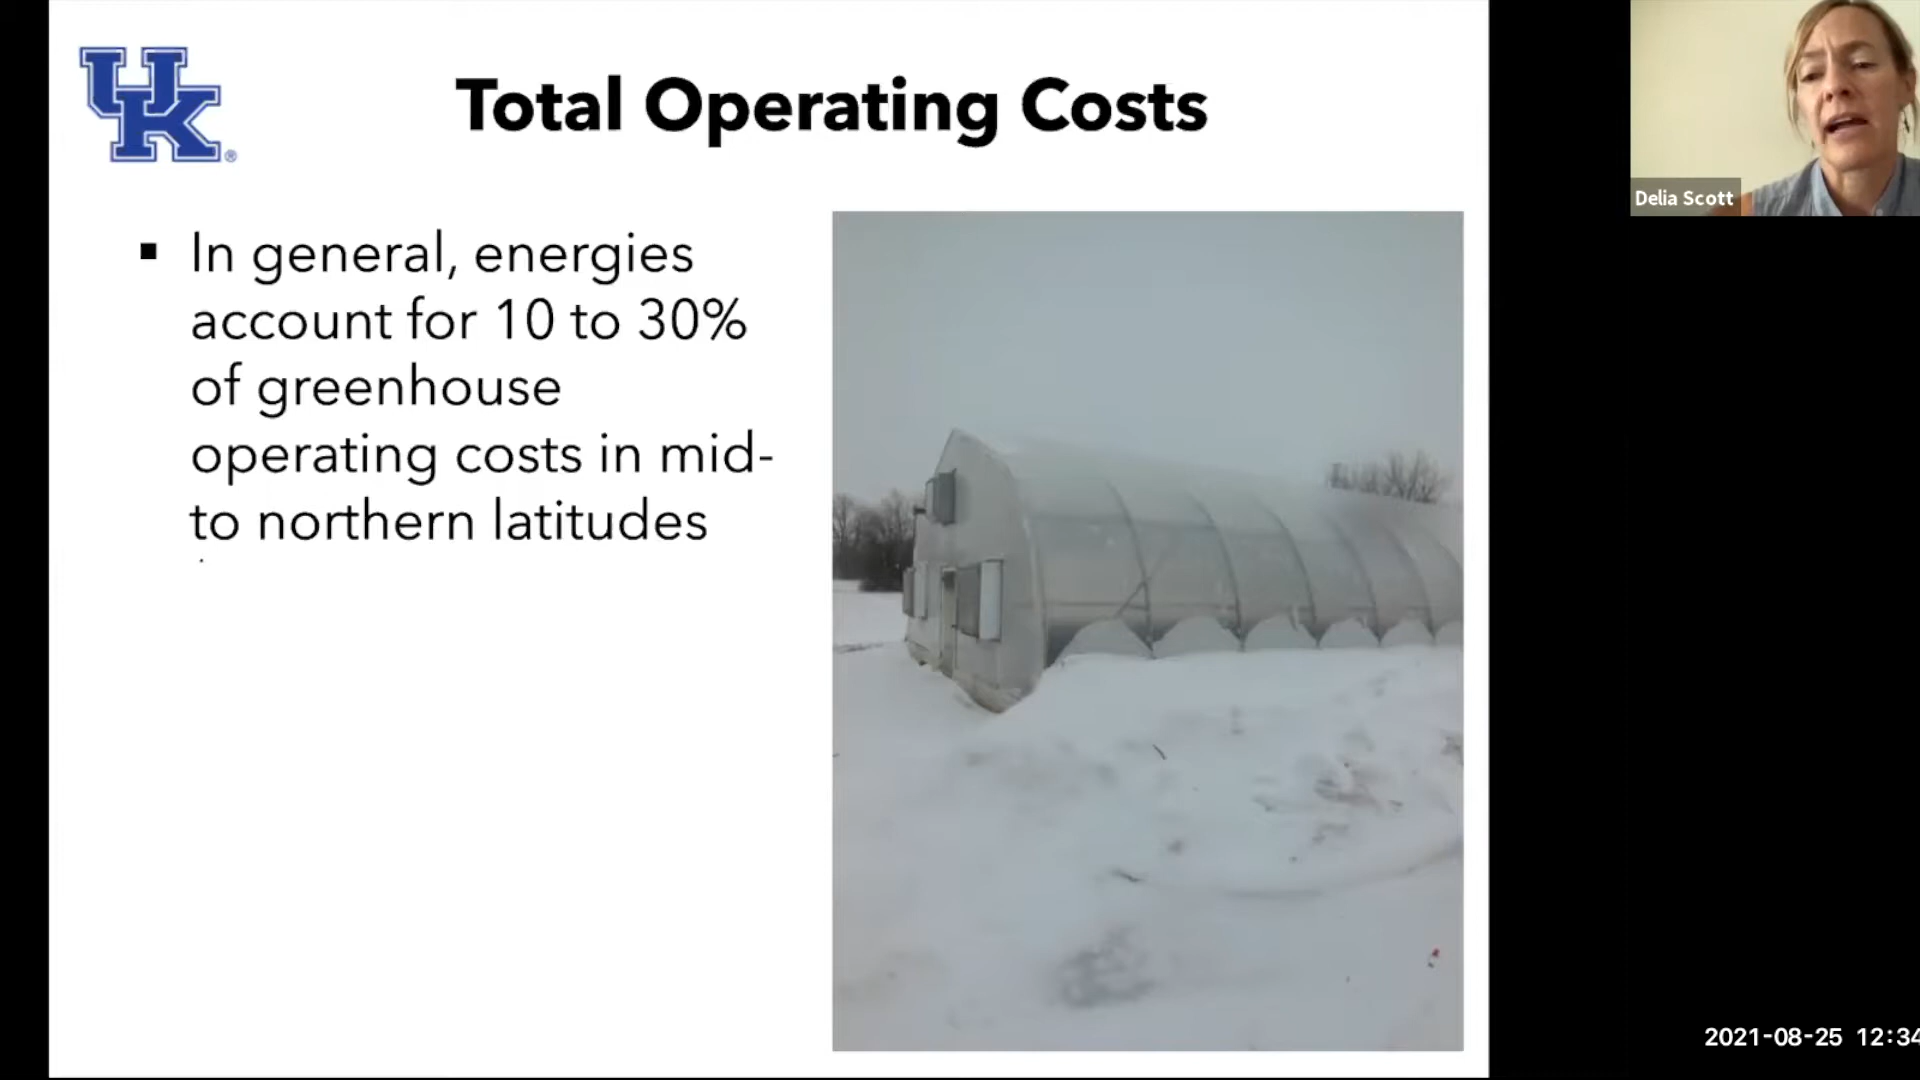 UK®
Total Operating Costs
Delia Scott
▪ In general, energies
account for 10 to 30%
of greenhouse
operating costs in mid-
to northern latitudes
2021-08-25 12:34